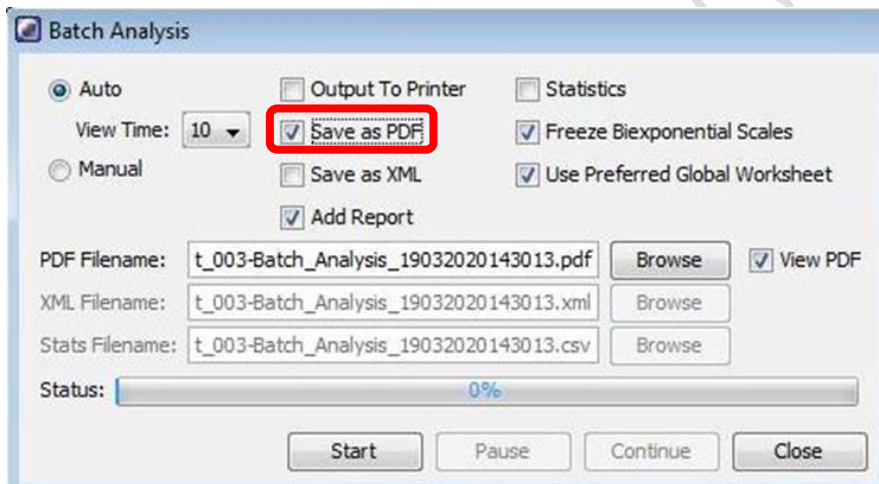 Batch Analysis
Auto Output To Printer Statistics
View Time: 10 Save as PDF Freeze Biexponential Scales
Manual Save as XML Use Preferred Global Worksheet
Add Report
PDF Filename: t_003-Batch_Analysis_19032020143013.pdf Browse View PDF
XML Filename: t_003-Batch_Analysis_19032020143013.xml Browse
Stats Filename: t_003-Batch_Analysis_19032020143013.csv Browse
Status: 0%
Start Pause Continue Close